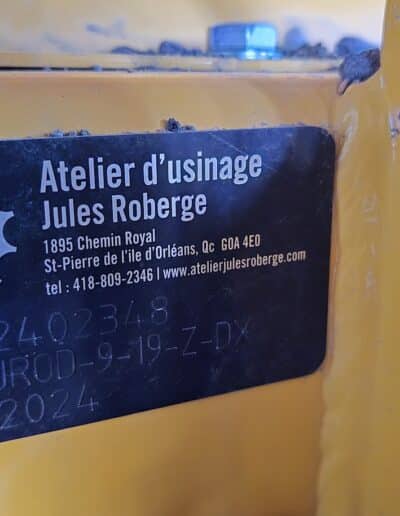 Atelier d'usinage
Jules Roberge
1895 Chemin Royal
St-Pierre de l'ile d'Orléans, Qc G0A 4E0
tel : 418-809-2346 | www.atelierjulesroberge.com
2402348
UROD-9-19-Z-DX
2024